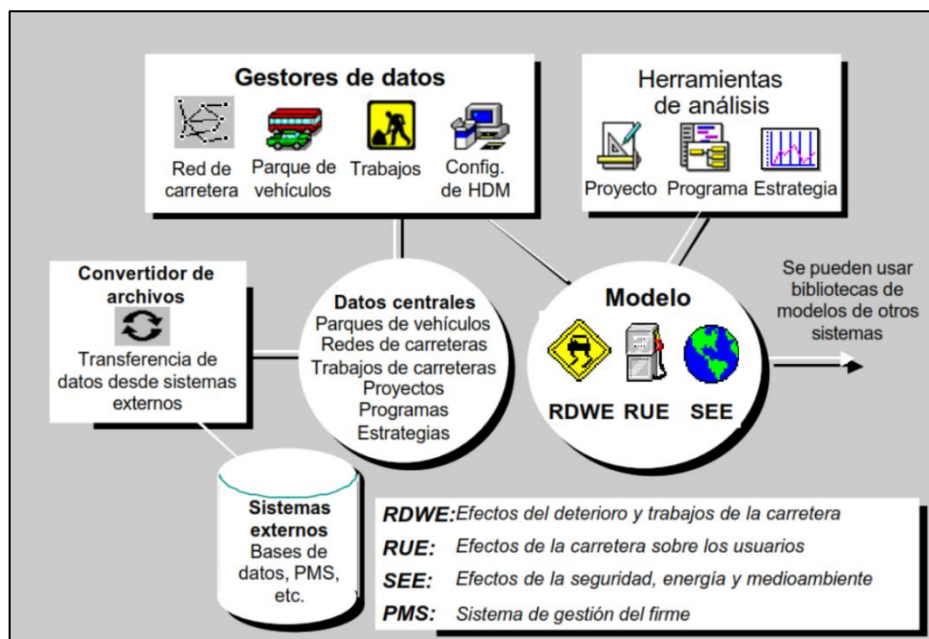 Gestores de datos
Red de
carretera
Parque de
vehículos
Trabajos
Config.
de HDM
Herramientas
de análisis
Proyecto
Programa
Estrategia
Convertidor de
archivos
Transferencia de
datos desde sistemas
externos
Datos centrales
Parques de vehículos
Redes de carreteras
Trabajos de carreteras
Proyectos
Programas
Estrategias
Modelo
RDWE
RUE
SEE
Se pueden usar
bibliotecas de
modelos de otros
sistemas
Sistemas
externos
Bases de
datos, PMS,
etc.
RDWE: Efectos del deterioro y trabajos de la carretera
RUE: Efectos de la carretera sobre los usuarios
SEE: Efectos de la seguridad, energía y medioambiente
PMS: Sistema de gestión del firme